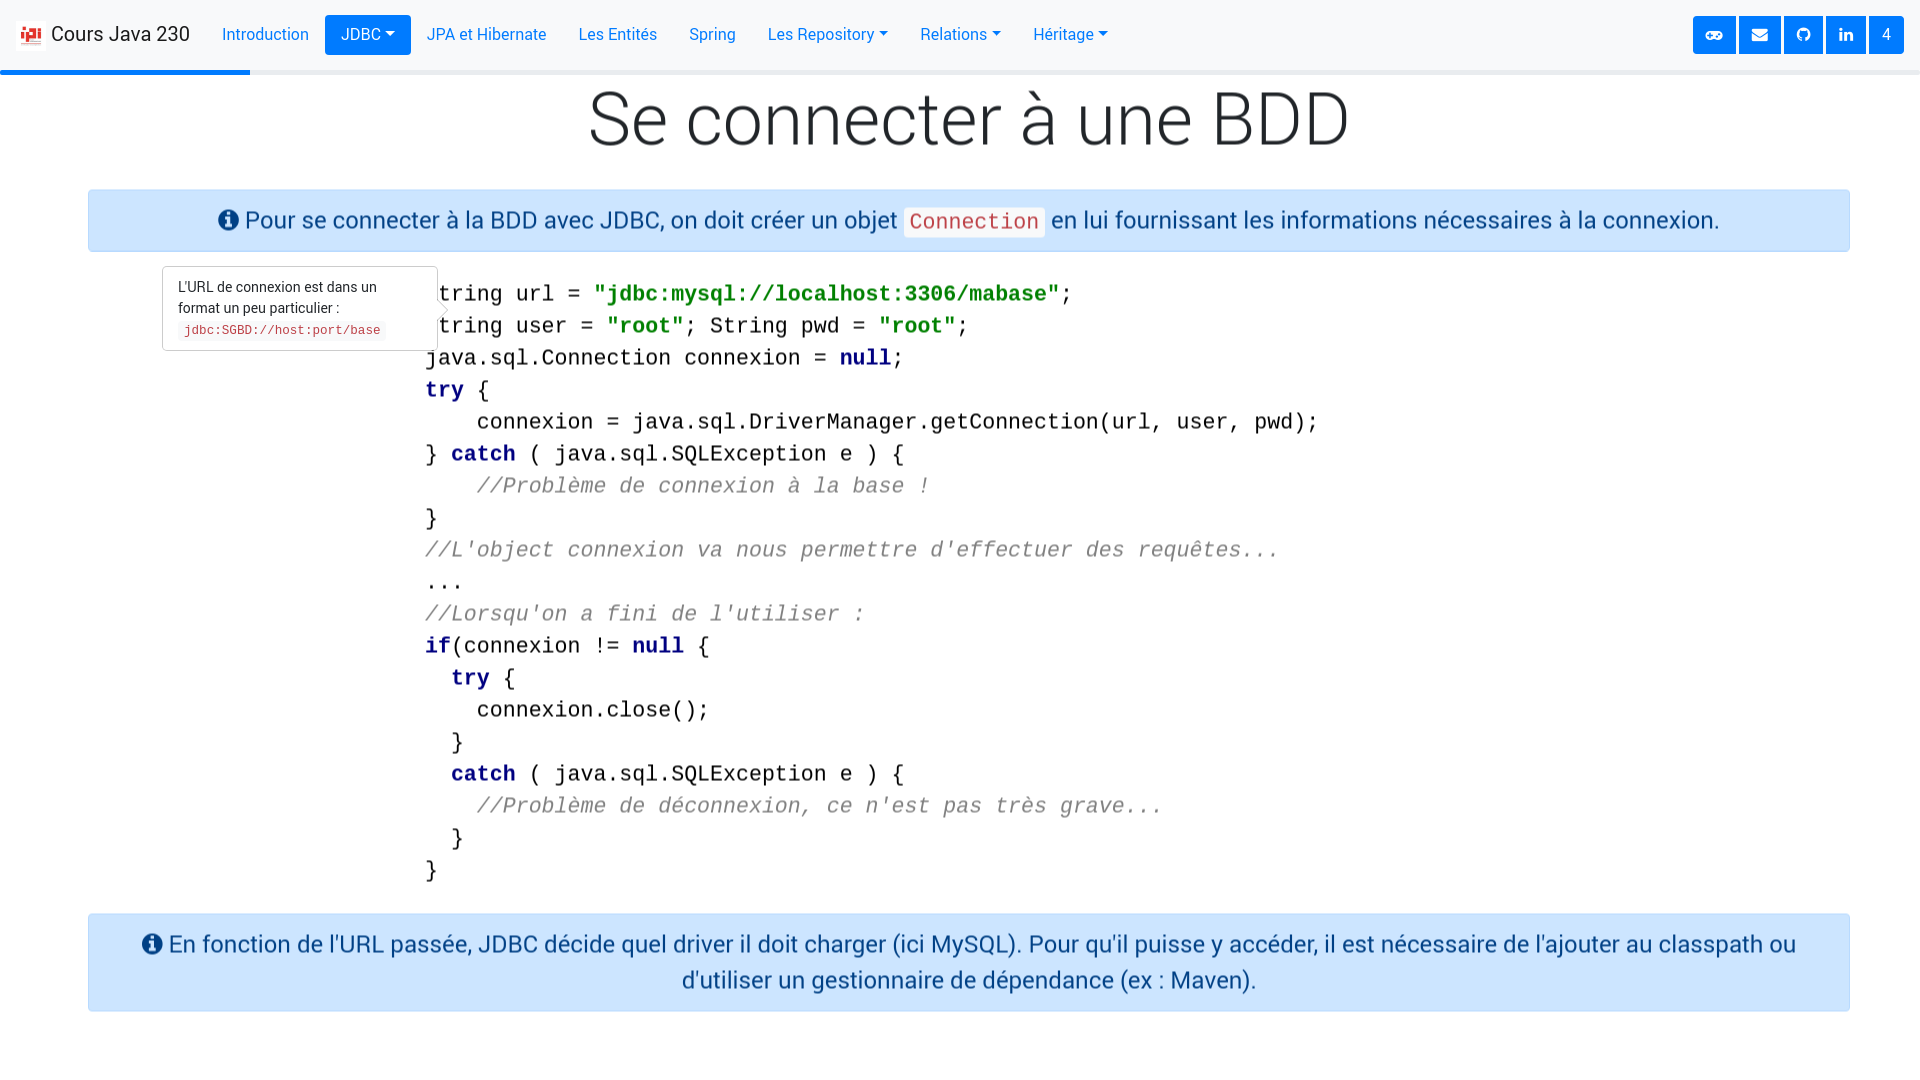 ipi Cours Java 230 Introduction JDBC JPA et Hibernate Les Entités Spring Les Repository Relations Héritage 4
Se connecter à une BDD
Pour se connecter à la BDD avec JDBC, on doit créer un objet Connection en lui fournissant les informations nécessaires à la connexion.
L'URL de connexion est dans un
format un peu particulier :
jdbc:SGBD://host:port/base
tring url = "jdbc:mysql://localhost:3306/mabase";
tring user = "root"; String pwd = "root";
java.sql.Connection connexion = null;
try {
    connexion = java.sql.DriverManager.getConnection(url, user, pwd);
} catch ( java.sql.SQLException e ) {
    //Problème de connexion à la base !
}
//L'object connexion va nous permettre d'effectuer des requêtes...
...
//Lorsqu'on a fini de l'utiliser :
if(connexion != null {
  try {
    connexion.close();
  }
  catch ( java.sql.SQLException e ) {
    //Problème de déconnexion, ce n'est pas très grave...
  }
}
En fonction de l'URL passée, JDBC décide quel driver il doit charger (ici MySQL). Pour qu'il puisse y accéder, il est nécessaire de l'ajouter au classpath ou
d'utiliser un gestionnaire de dépendance (ex : Maven).